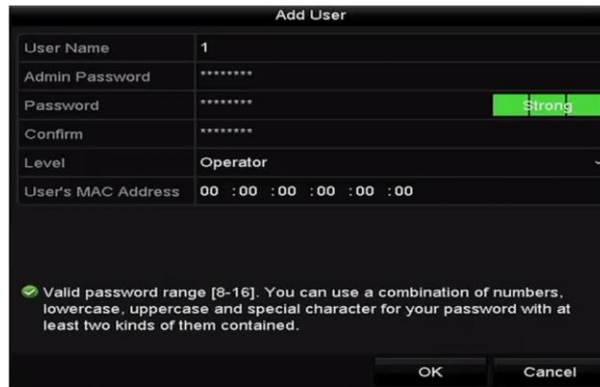 Add User
User Name 1
Admin Password ********
Password ******** Strong
Confirm ********
Level Operator
User's MAC Address 00 :00 :00 :00 :00 :00
Valid password range [8-16]. You can use a combination of numbers,
lowercase, uppercase and special character for your password with at
least two kinds of them contained.
OK Cancel